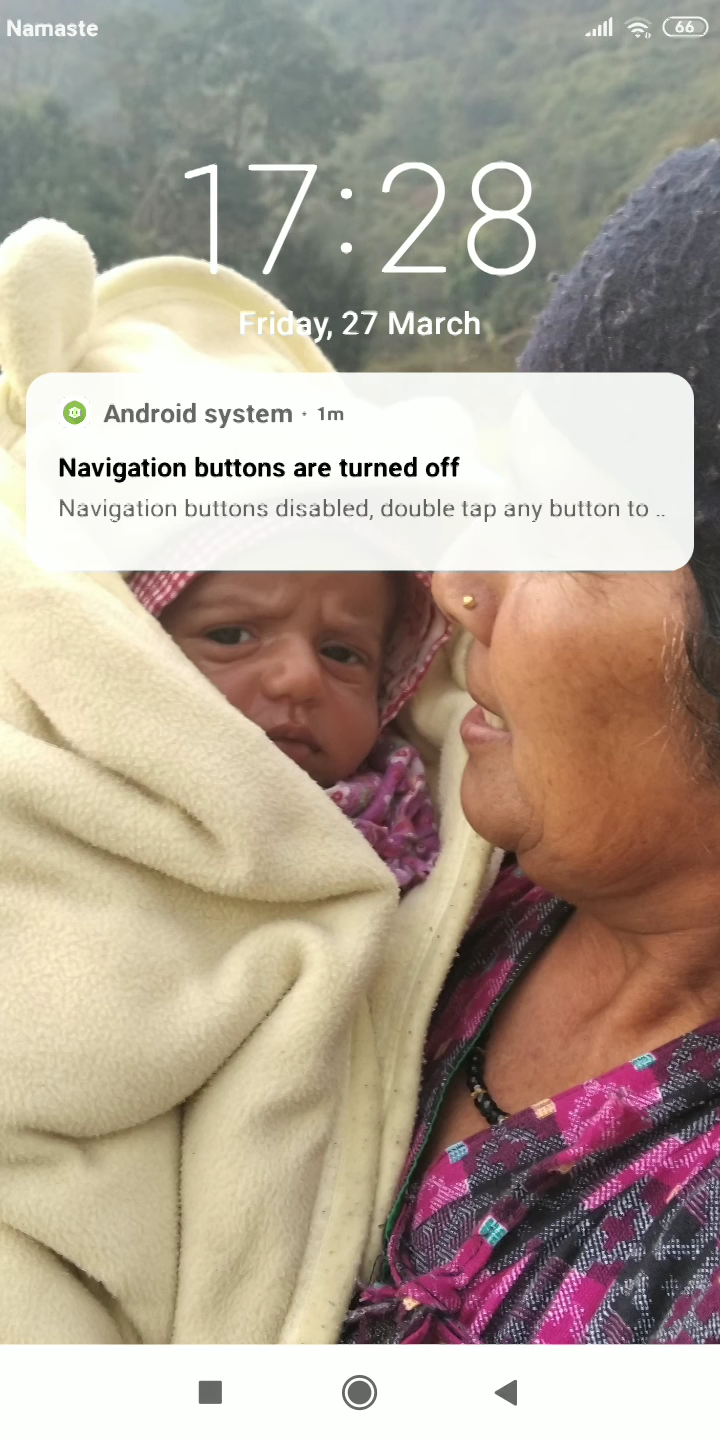 Namaste
66
17:28
Friday, 27 March
Android system • 1m
Navigation buttons are turned off
Navigation buttons disabled, double tap any button to ..